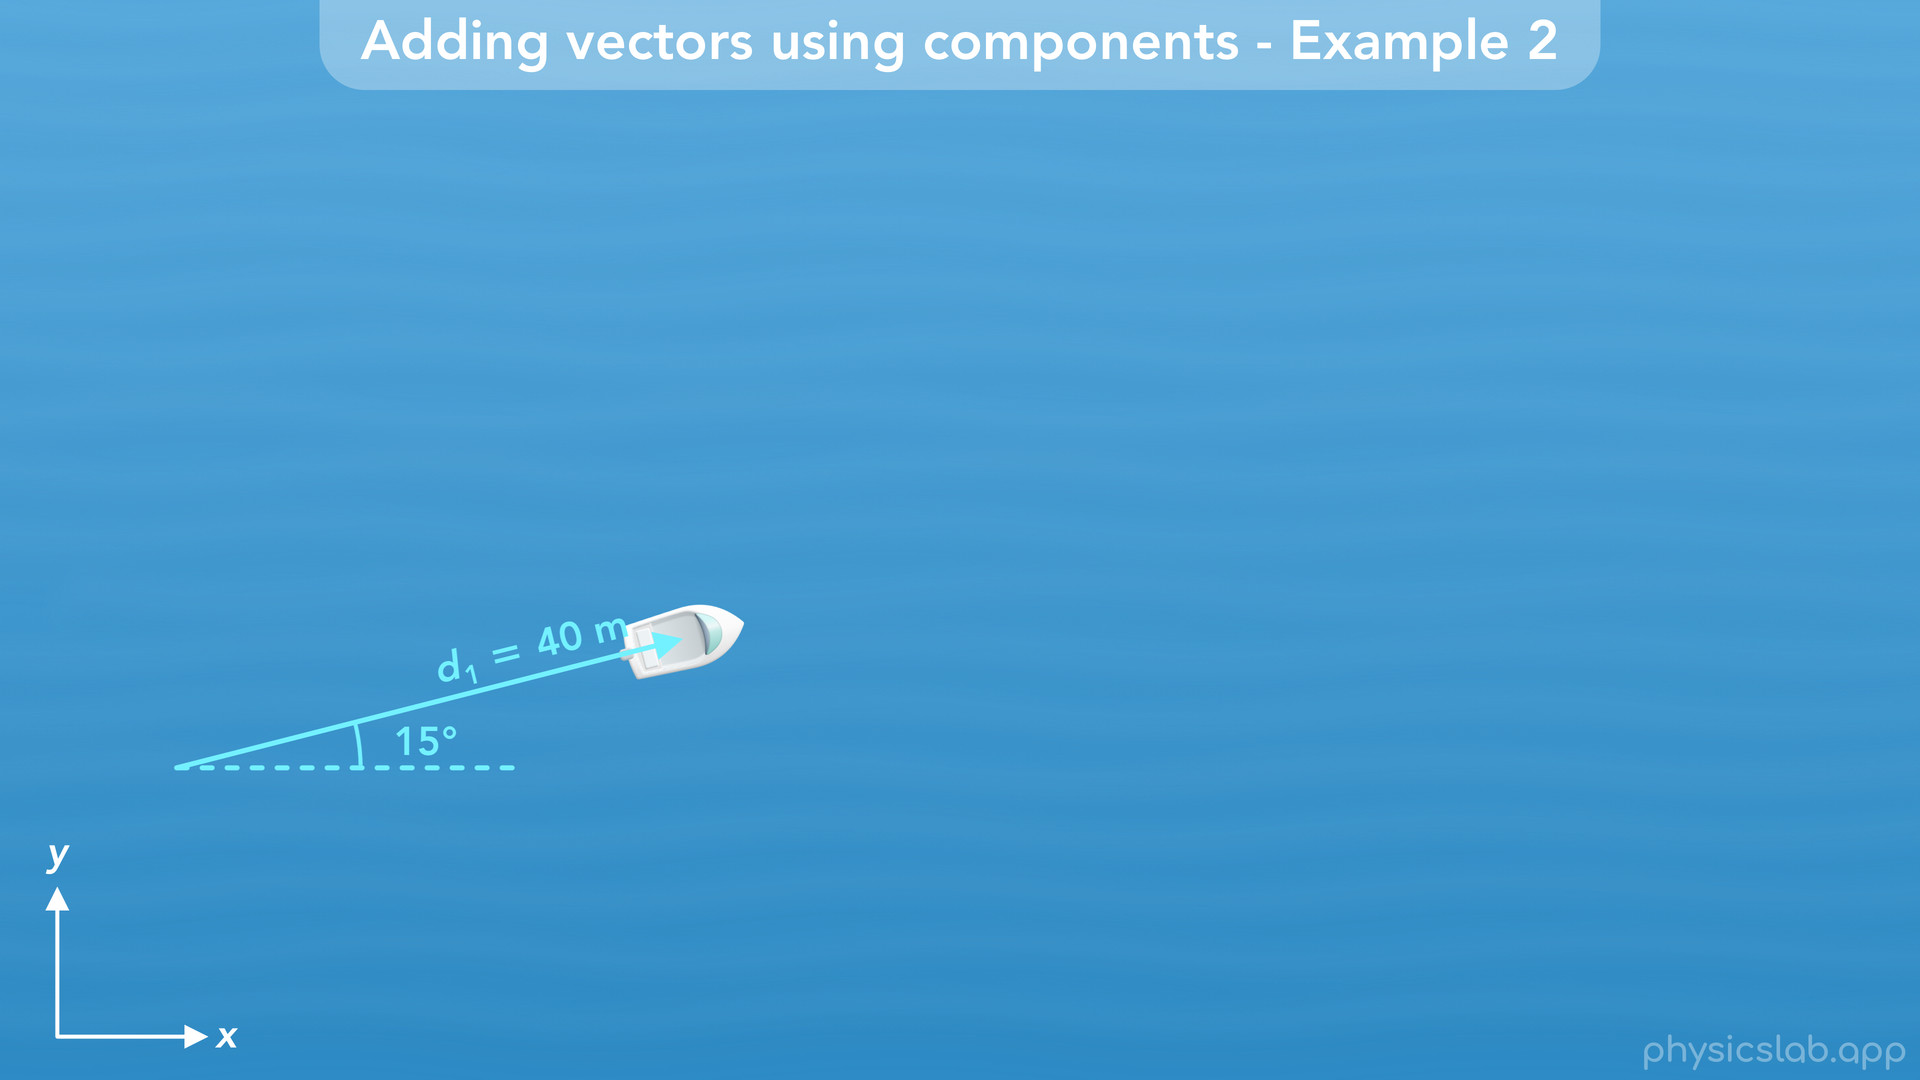 Adding vectors using components - Example 2
d₁ = 40 m
15°
y
x
physicslab.app